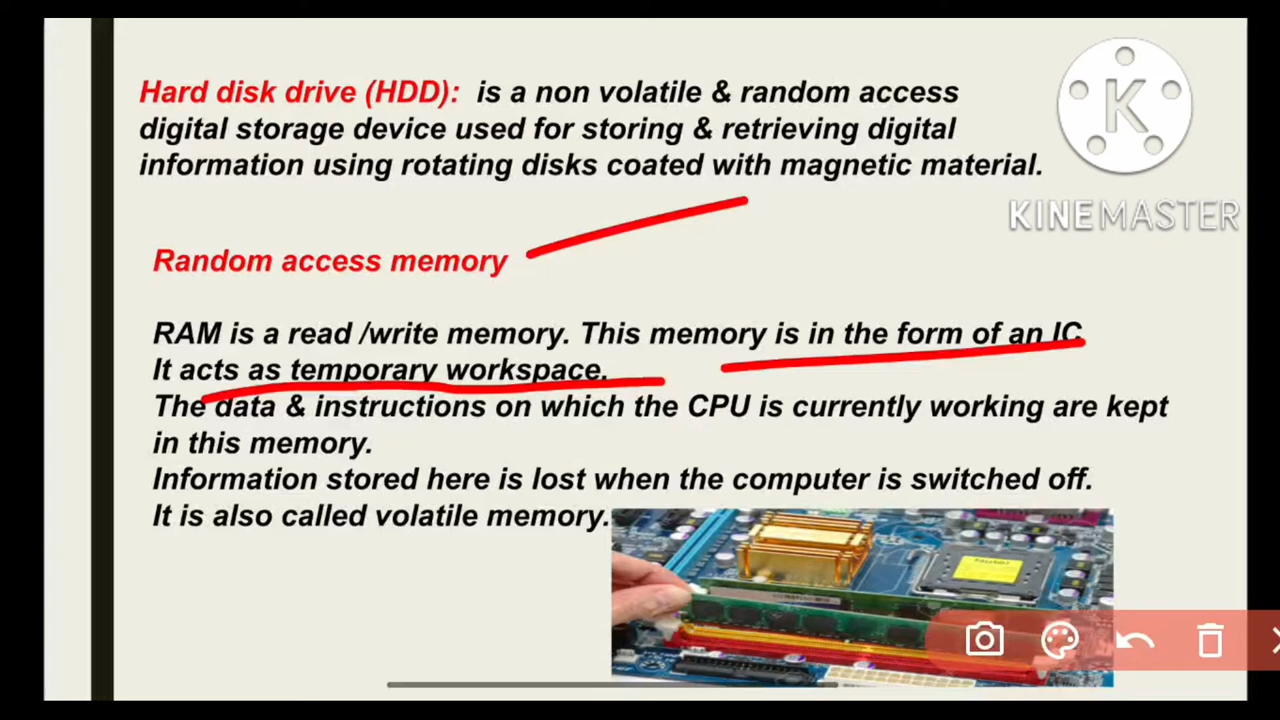 Hard disk drive (HDD): is a non volatile & random access
digital storage device used for storing & retrieving digital
information using rotating disks coated with magnetic material.
K
KINEMASTER
Random access memory
RAM is a read /write memory. This memory is in the form of an IC.
It acts as temporary workspace.
The data & instructions on which the CPU is currently working are kept
in this memory.
Information stored here is lost when the computer is switched off.
It is also called volatile memory.